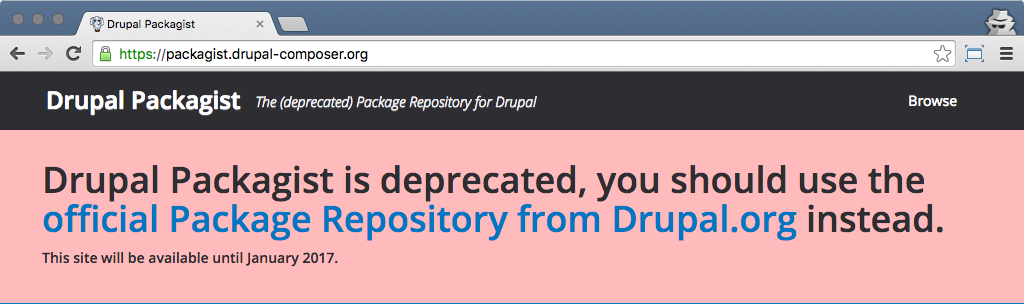 Drupal Packagist
https://packagist.drupal-composer.org
Drupal Packagist The (deprecated) Package Repository for Drupal Browse
Drupal Packagist is deprecated, you should use the
official Package Repository from Drupal.org instead.
This site will be available until January 2017.